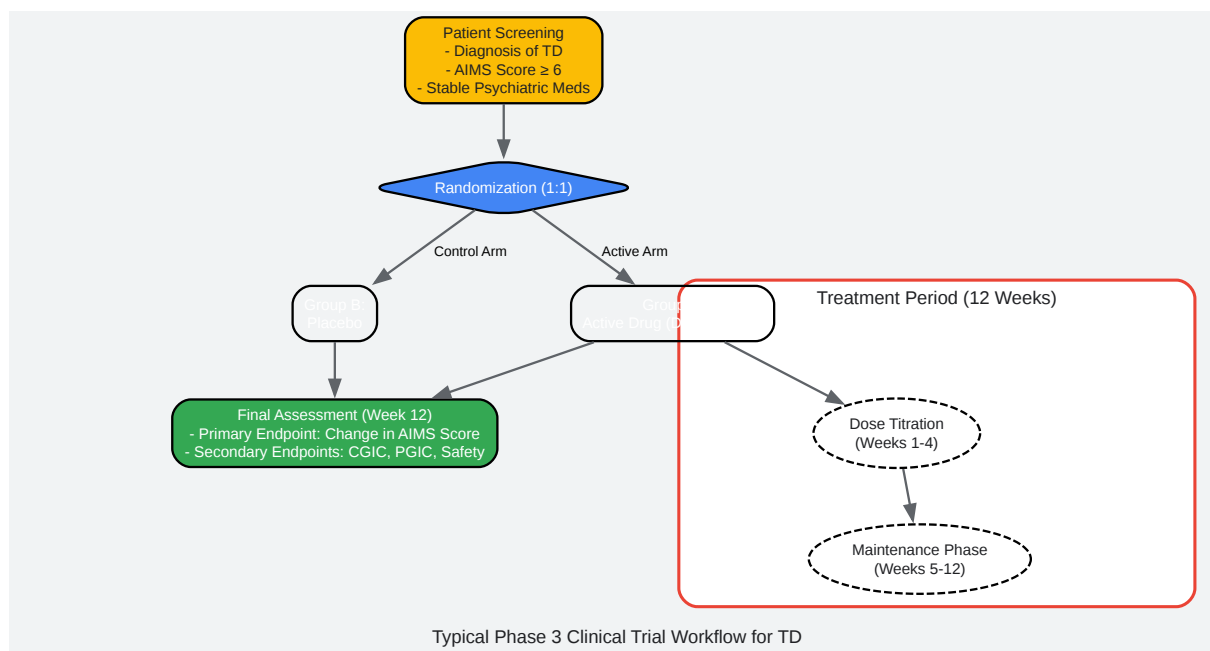 Patient Screening
- Diagnosis of TD
- AIMS Score ≥ 6
- Stable Psychiatric Meds
Randomization (1:1)
Control Arm
Active Arm
Group B
Placebo
Group
Active Drug
Treatment Period (12 Weeks)
Final Assessment (Week 12)
- Primary Endpoint: Change in AIMS Score
- Secondary Endpoints: CGIC, PGIC, Safety
Dose Titration
(Weeks 1-4)
Maintenance Phase
(Weeks 5-12)
Typical Phase 3 Clinical Trial Workflow for TD